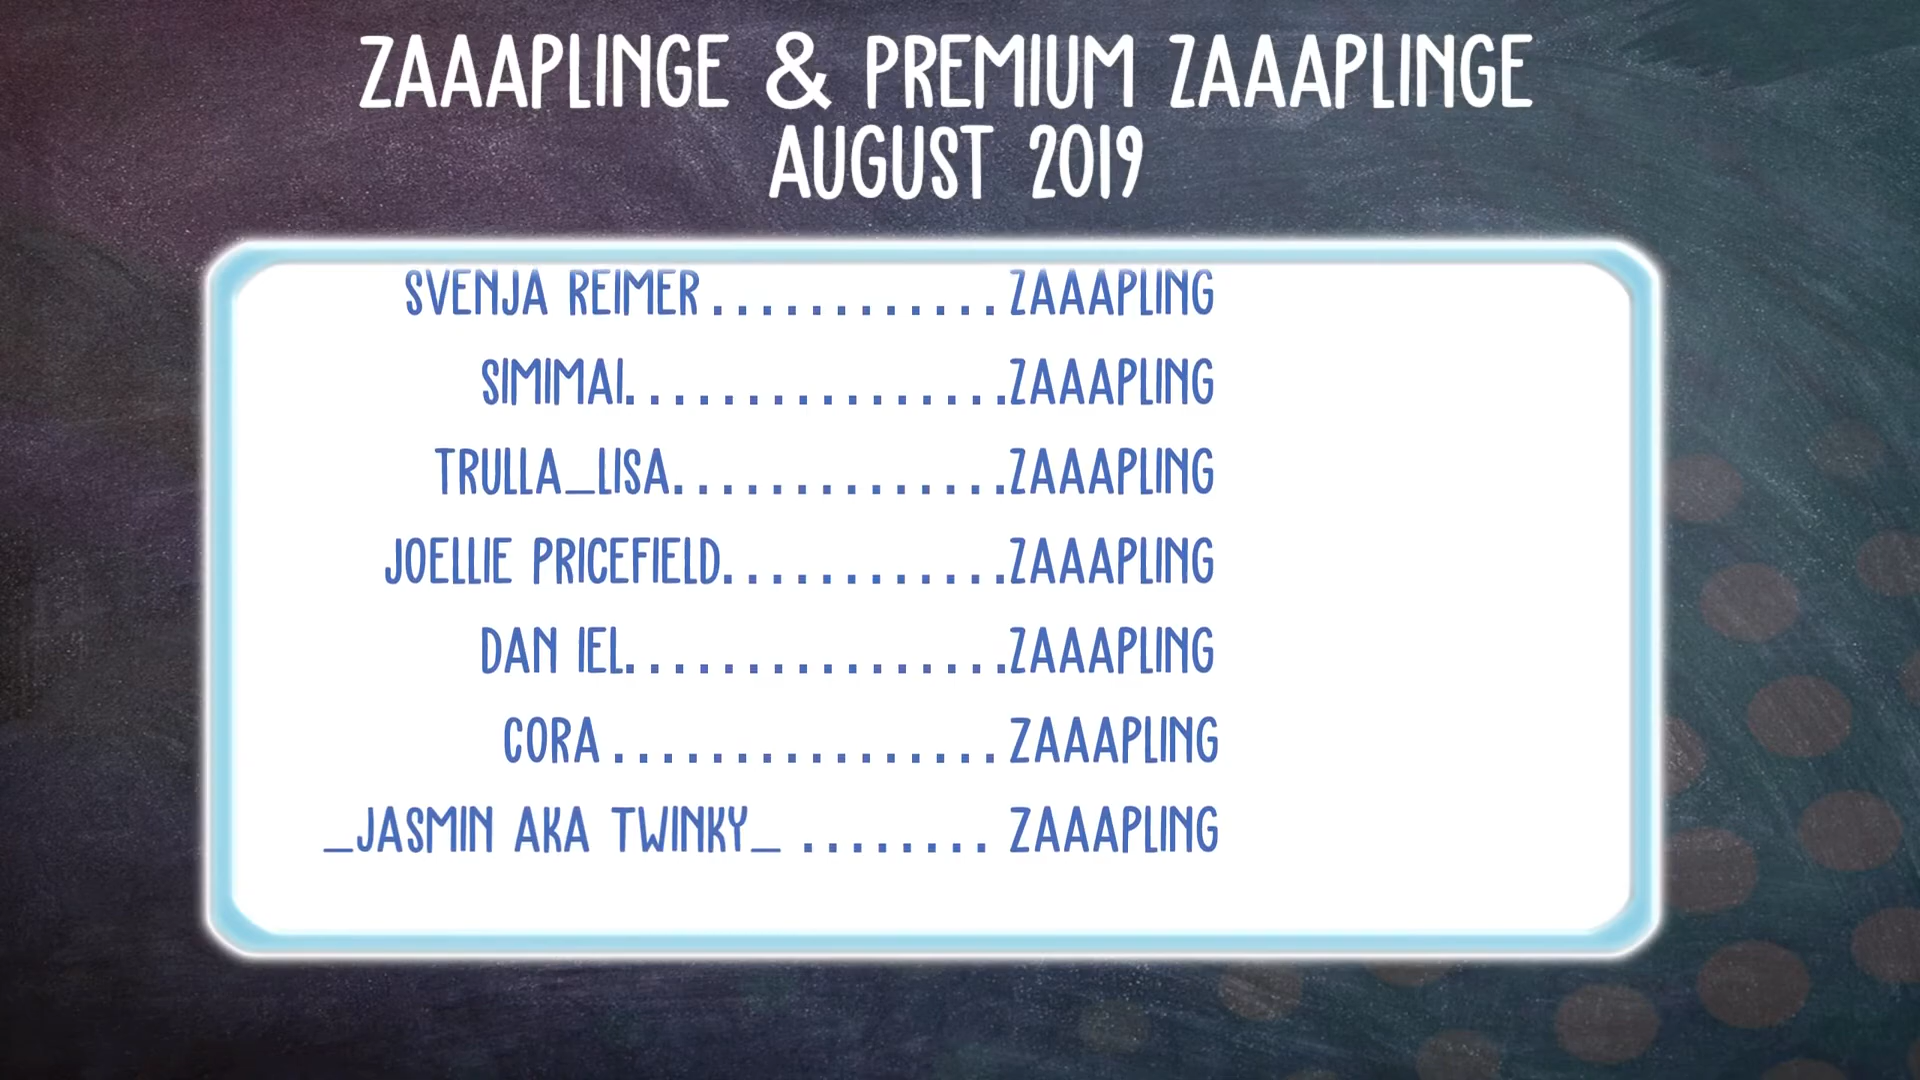 ZAAAPLINGE & PREMIUM ZAAAPLINGE
AUGUST 2019
SVENJA REIMER............ZAAAPLING
SIMIMAI................ZAAAPLING
TRULLA_LISA..............ZAAAPLING
JOELLIE PRICEFIELD............ZAAAPLING
DAN IEL................ZAAAPLING
CORA................ZAAAPLING
_JASMIN AKA TWINKY_ ........ ZAAAPLING